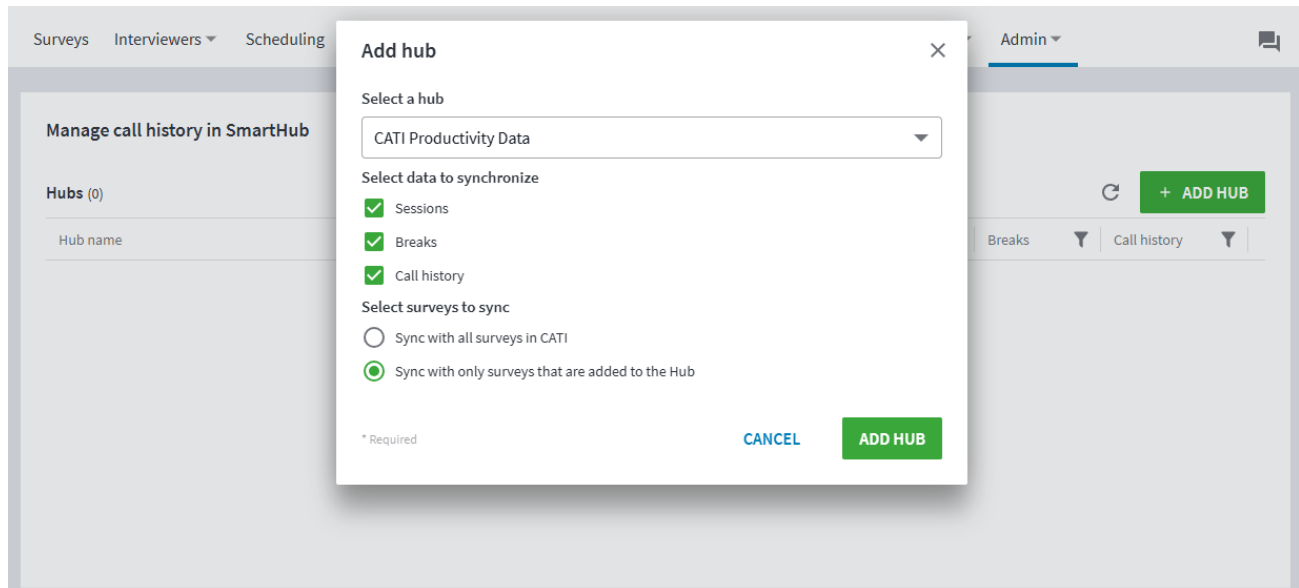 Surveys Interviewers Scheduling Admin
Add hub
Select a hub
CATI Productivity Data
Manage call history in SmartHub
Select data to synchronize
Hubs (0)
+ ADD HUB
Sessions
Hub name
Breaks
Breaks
Call history
Call history
Select surveys to sync
Sync with all surveys in CATI
Sync with only surveys that are added to the Hub
* Required
CANCEL
ADD HUB